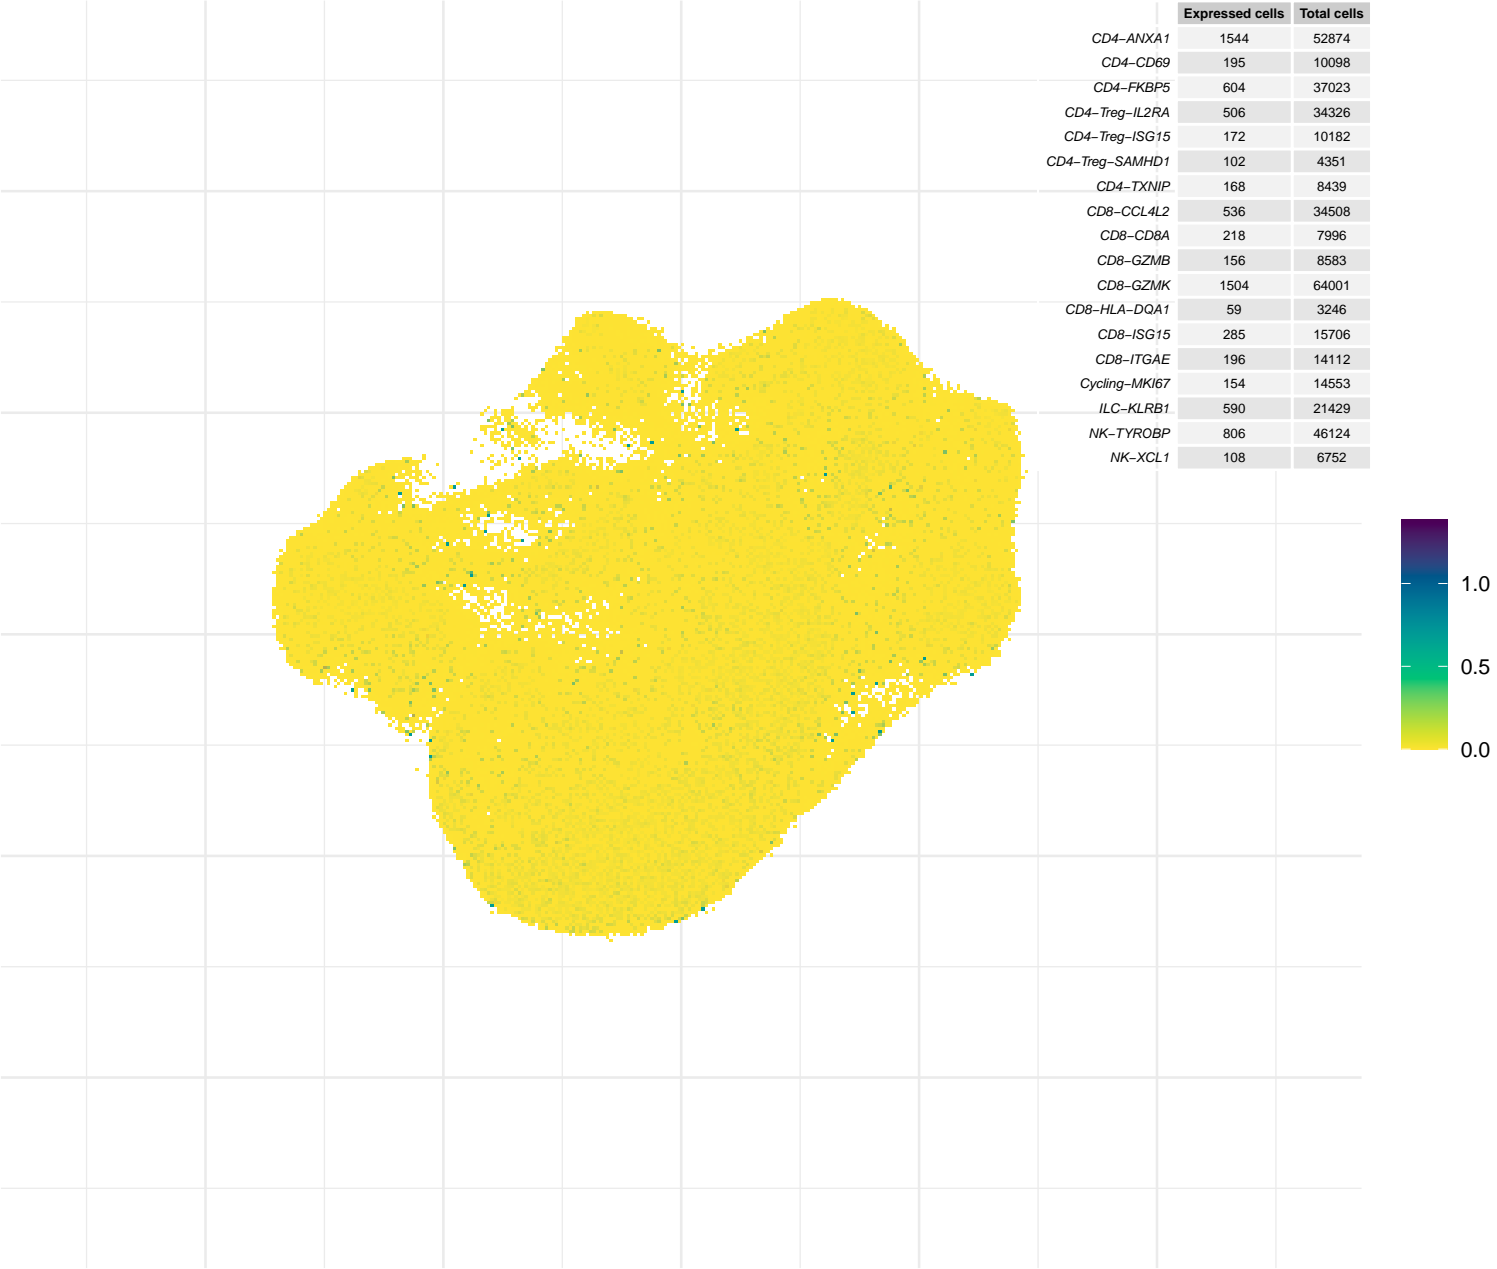 Expressed cells Total cells
CD4−ANXA1 1544 52874
CD4−CD69 195 10098
CD4−FKBP5 604 37023
CD4−Treg−IL2RA 506 34326
CD4−Treg−ISG15 172 10182
CD4−Treg−SAMHD1 102 4351
CD4−TXNIP 168 8439
CD8−CCL4L2 536 34508
CD8−CD8A 218 7996
CD8−GZMB 156 8583
CD8−GZMK 1504 64001
CD8−HLA−DQA1 59 3246
CD8−ISG15 285 15706
CD8−ITGAE 196 14112
Cycling−MKI67 154 14553
ILC−KLRB1 590 21429
NK−TYROBP 806 46124
NK−XCL1 108 6752
1.0
0.5
0.0